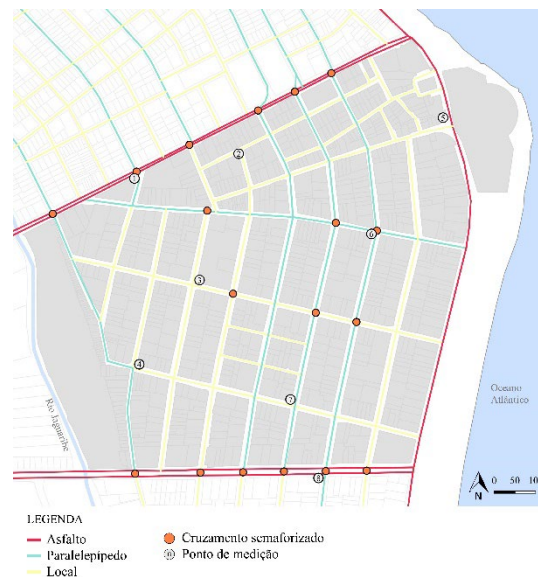 1
2
5
6
3
4
7
8
Rio Jaguaribe
Oceano
Atlântico
N
0 50 10
LEGENDA
Asfalto
Paralelepípedo
Local
Cruzamento semaforizado
Ponto de medição